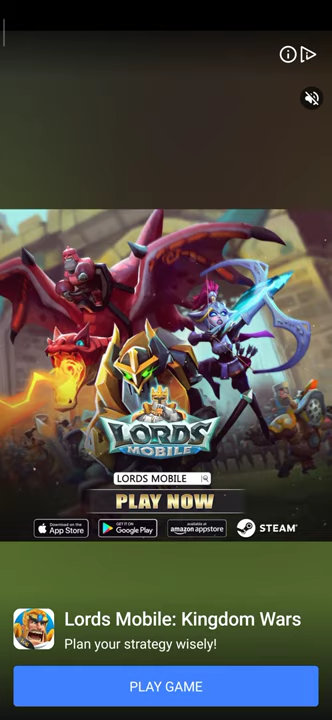 LORDS
MOBILE
LORDS MOBILE
PLAY NOW
Download on the
App Store
GET IT ON
Google Play
available at
amazon appstore
STEAM
Lords Mobile: Kingdom Wars
Plan your strategy wisely!
PLAY GAME